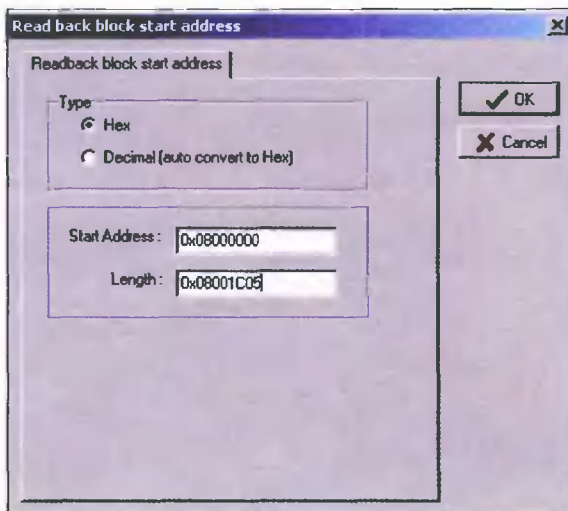 Read back block start address
Readback block start address
OK
Cancel
Type
Hex
Decimal (auto convert to Hex)
Start Address : 0x08000000
Length : 0x08001C05